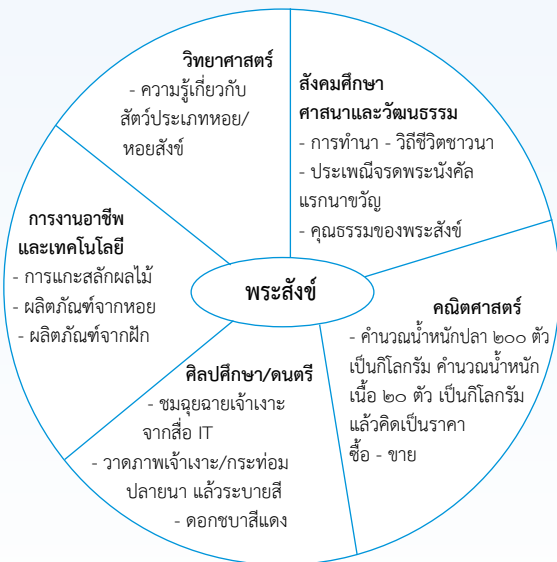 วิทยาศาสตร์
- ความรู้เกี่ยวกับ
สัตว์ประเภทหอย/
หอยสังข์
สังคมศึกษา
ศาสนาและวัฒนธรรม
- การทำนา - วิถีชีวิตชาวนา
- ประเพณีจรดพระนังคัล
แรกนาขวัญ
- คุณธรรมของพระสังข์
การงานอาชีพ
และเทคโนโลยี
- การแกะสลักผลไม้
- ผลิตภัณฑ์จากหอย
- ผลิตภัณฑ์จากฝัก
พระสังข์
คณิตศาสตร์
- คำนวณน้ำหนักปลา ๒๐๐ ตัว
เป็นกิโลกรัม คำนวณน้ำหนัก
เนื้อ ๒๐ ตัว เป็นกิโลกรัม
แล้วคิดเป็นราคา
ซื้อ - ขาย
ศิลปศึกษา/ดนตรี
- ชมฉุยฉายเจ้าเงาะ
จากสื่อ IT
- วาดภาพเจ้าเงาะ/กระท่อม
ปลายนา แล้วระบายสี
- ดอกชบาสีแดง